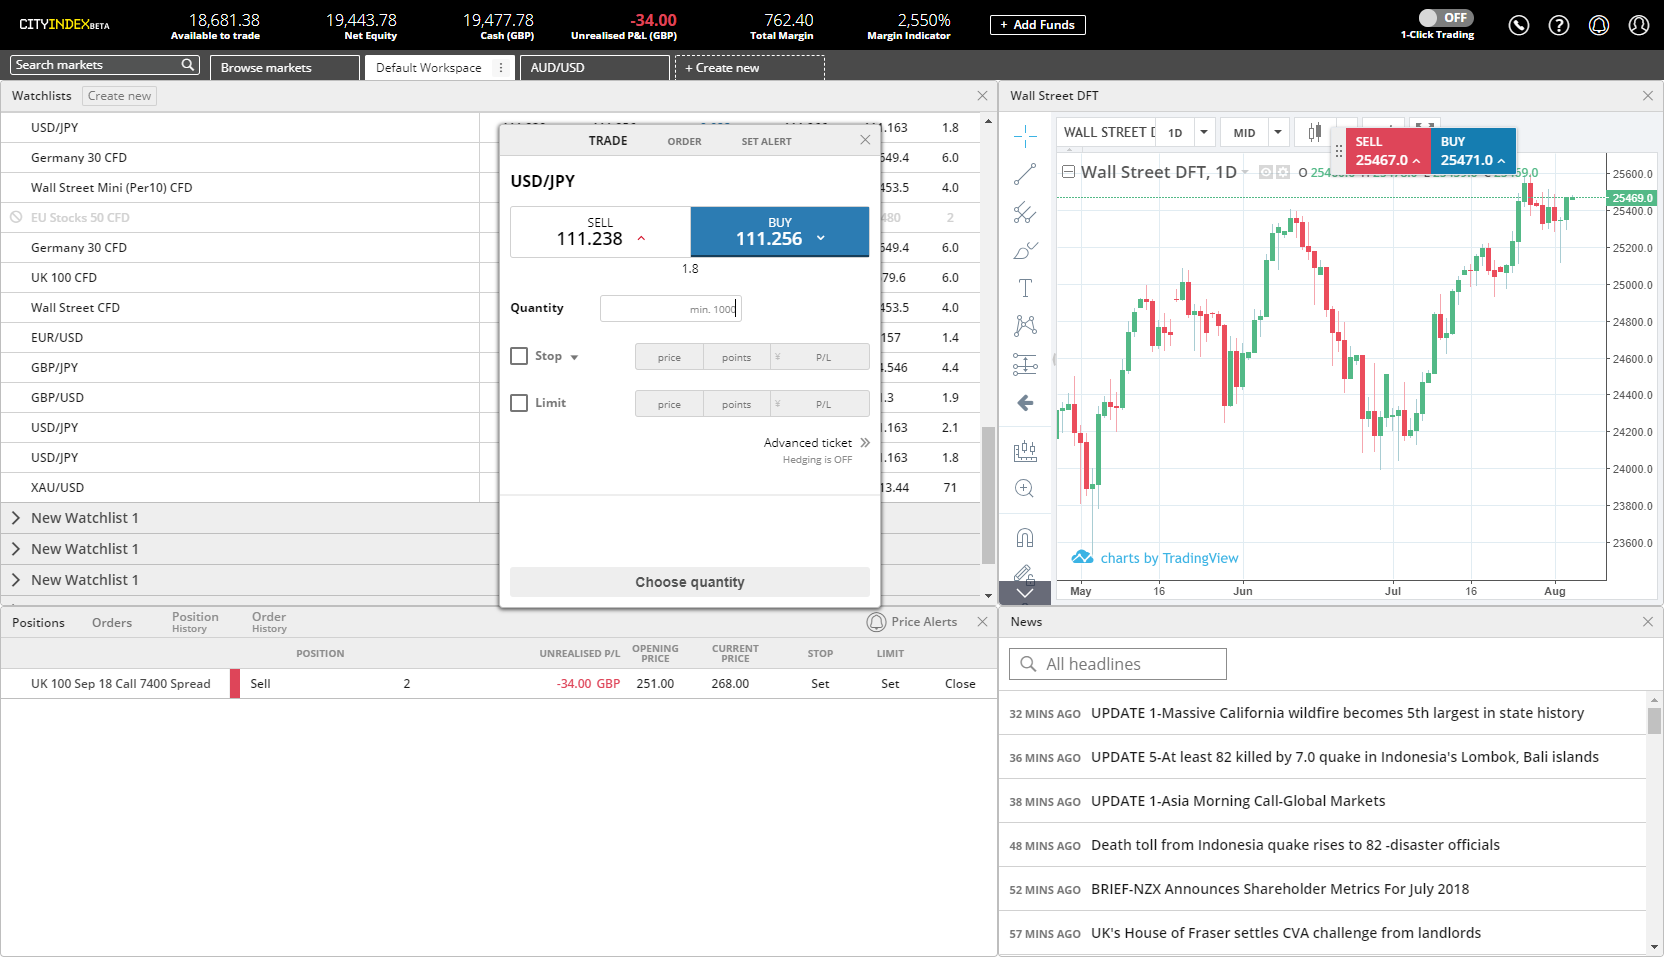 CITYINDEXBETA
18,681.38
Available to trade
19,443.78
Net Equity
19,477.78
Cash (GBP)
-34.00
Unrealised P&L (GBP)
762.40
Total Margin
2,550%
Margin Indicator
+ Add Funds
OFF
1-Click Trading
Search markets
Browse markets
Default Workspace
AUD/USD
+ Create new
Watchlists
Create new
USD/JPY .163 1.8
Germany 30 CFD 549.4 6.0
Wall Street Mini (Per10) CFD 453.5 4.0
EU Stocks 50 CFD 480 2
Germany 30 CFD 549.4 6.0
UK 100 CFD 79.6 6.0
Wall Street CFD 453.5 4.0
EUR/USD 157 1.4
GBP/JPY .546 4.4
GBP/USD .3 1.9
USD/JPY .163 2.1
USD/JPY .163 1.8
XAU/USD 13.44 71
New Watchlist 1
New Watchlist 1
New Watchlist 1
TRADE
ORDER
SET ALERT
USD/JPY
SELL
111.238
BUY
111.256
1.8
Quantity
min. 1000
Stop
price points ¥ P/L
Limit
price points ¥ P/L
Advanced ticket
Hedging is OFF
Choose quantity
Wall Street DFT
WALL STREET D 1D MID
SELL
25467.0
BUY
25471.0
Wall Street DFT, 1D
25600.0
25469.0
25400.0
25200.0
25000.0
24800.0
24600.0
24400.0
24200.0
24000.0
23800.0
23600.0
charts by TradingView
May 16 Jun Jul 16 Aug
Positions
Orders
Position History
Order History
Price Alerts
POSITION
UNREALISED P/L
OPENING PRICE
CURRENT PRICE
STOP
LIMIT
UK 100 Sep 18 Call 7400 Spread Sell 2 -34.00 GBP 251.00 268.00 Set Set Close
News
All headlines
32 MINS AGO UPDATE 1-Massive California wildfire becomes 5th largest in state history
36 MINS AGO UPDATE 5-At least 82 killed by 7.0 quake in Indonesia's Lombok, Bali islands
38 MINS AGO UPDATE 1-Asia Morning Call-Global Markets
48 MINS AGO Death toll from Indonesia quake rises to 82 -disaster officials
52 MINS AGO BRIEF-NZX Announces Shareholder Metrics For July 2018
57 MINS AGO UK's House of Fraser settles CVA challenge from landlords